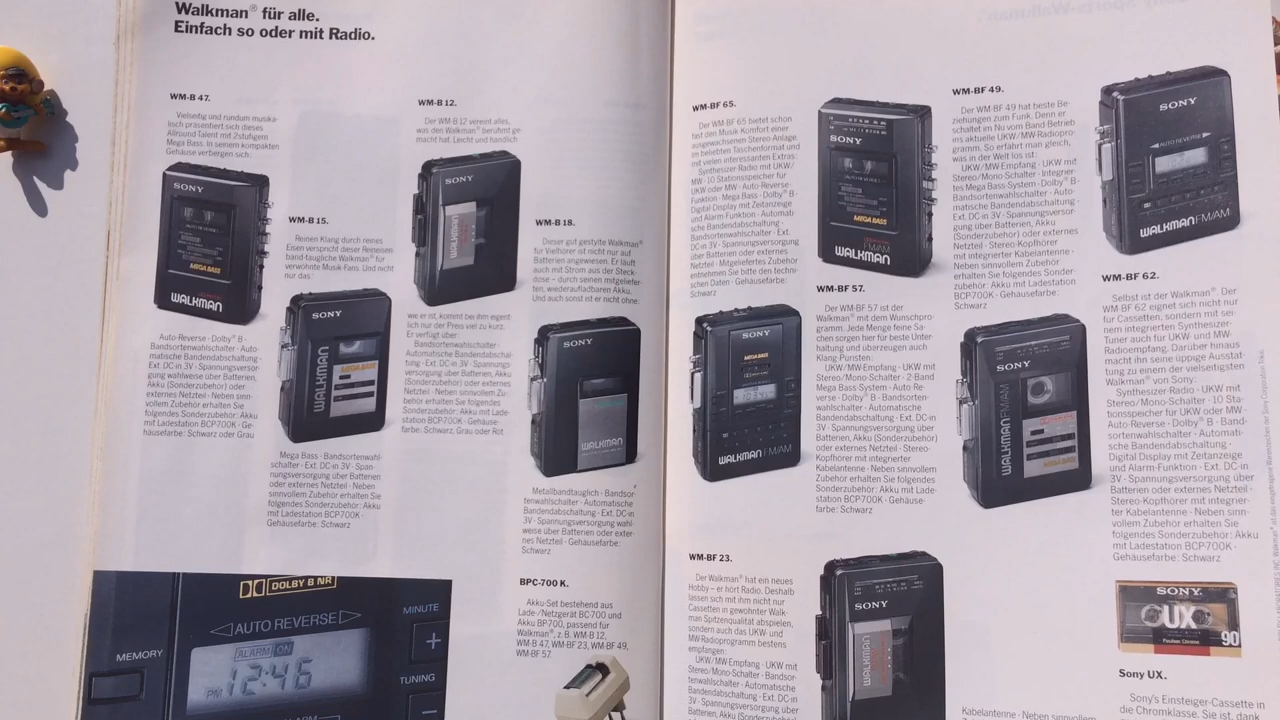 Walkman® für alle.
Einfach so oder mit Radio.
WM-B 47.
Vielseitig und rundum musika-
lisch präsentiert sich dieses
Allround-Talent mit 2stufigem
Mega Bass. In seinem kompakten
Gehäuse verbergen sich:
SONY
AUTO REVERSE
MEGA BASS
WALKMAN
Auto-Reverse · Dolby® B ·
Bandsortenwahlschalter · Auto-
matische Bandendabschaltung ·
Ext. DC-in 3V · Spannungsversor-
gung wahlweise über Batterien,
Akku (Sonderzubehör) oder
externes Netzteil · Neben sinn-
vollem Zubehör erhalten Sie
folgendes Sonderzubehör: Akku
mit Ladestation BCP-700K · Ge-
häusefarbe: Schwarz oder Grau
WM-B 15.
Reinen Klang durch reines
Eisen verspricht dieser Reineisen-
band-taugliche Walkman® für
verwöhnte Musik-Fans. Und nicht
nur das:
SONY
WALKMAN
MEGA BASS
Mega Bass · Bandsortenwahl-
schalter · Ext. DC-in 3V · Span-
nungsversorgung über Batterien
oder externes Netzteil · Neben
sinnvollem Zubehör erhalten Sie
folgendes Sonderzubehör: Akku
mit Ladestation BCP700K ·
Gehäusefarbe: Schwarz
WM-B 12.
Der WM-B 12 vereint alles,
was den Walkman® berühmt ge-
macht hat. Leicht und handlich
SONY
WALKMAN
wie er ist, kommt bei ihm eigent-
lich nur der Preis viel zu kurz.
Er verfügt über:
Bandsortenwahlschalter ·
Automatische Bandendabschal-
tung · Ext. DC-in 3V · Spannungs-
versorgung über Batterien, Akku
(Sonderzubehör) oder externes
Netzteil · Neben sinnvollem Zu-
behör erhalten Sie folgendes
Sonderzubehör: Akku mit Lade-
station BCP-700K · Gehäuse-
farbe: Schwarz, Grau oder Rot
WM-B 18.
Dieser gut gestylte Walkman®
für Vielhörer ist nicht nur auf
Batterien angewiesen. Er läuft
auch mit Strom aus der Steck-
dose – durch seinen mitgeliefer-
ten, wiederaufladbaren Akku.
Und auch sonst ist er nicht ohne:
SONY
WALKMAN
Metallbandtauglich · Bandsor-
tenwahlschalter · Automatische
Bandendabschaltung · Ext. DC-in
3V · Spannungsversorgung wahl-
weise über Batterien oder exter-
nes Netzteil · Gehäusefarbe:
Schwarz
BPC-700 K.
Akku-Set bestehend aus
Lade-/Netzgerät BC-700 und
Akku BP700, passend für
Walkman®, z. B. WM-B 12,
WM-B 47, WM-BF 23, WM-BF 49,
WM-BF 57.
DOLBY B NR
AUTO REVERSE
MEMORY
ALARM ON
PM 12:46
MINUTE
+
TUNING
−
ALARM
WM-BF 65.
Der WM-BF 65 bietet schon
fast den Musik-Komfort einer
ausgewachsenen Stereo-Anlage
im beliebten Taschenformat und
mit vielen interessanten Extras:
Synthesizer-Radio mit UKW/
MW · 10 Stationsspeicher für
UKW oder MW · Auto-Reverse-
Funktion · Mega Bass · Dolby® B ·
Digital Display mit Zeitanzeige
und Alarm-Funktion · Automati-
sche Bandendabschaltung ·
Bandsortenwahlschalter · Ext.
DC-in 3V · Spannungsversorgung
über Batterien oder externes
Netzteil · Mitgeliefertes Zubehör
entnehmen Sie bitte den techni-
schen Daten · Gehäusefarbe:
Schwarz
SONY
MEGA BASS
WALKMAN FM/AM
SONY
AUTO REVERSE
MEGA BASS
FM/AM
WALKMAN
WM-BF 57.
Der WM-BF 57 ist der
Walkman® mit dem Wunschpro-
gramm. Jede Menge feine Sa-
chen sorgen hier für beste Unter-
haltung und überzeugen auch
Klang-Puristen:
UKW/MW-Empfang · UKW mit
Stereo/Mono-Schalter · 2-Band
Mega Bass System · Auto Re-
verse · Dolby® B · Bandsorten-
wahlschalter · Automatische
Bandendabschaltung · Ext. DC-in
3V · Spannungsversorgung über
Batterien, Akku (Sonderzubehör)
oder externes Netzteil · Stereo-
Kopfhörer mit integrierter
Kabelantenne · Neben sinnvollem
Zubehör erhalten Sie folgendes
Sonderzubehör: Akku mit Lade-
station BCP700K · Gehäuse-
farbe: Schwarz
WM-BF 49.
Der WM-BF 49 hat beste Be-
ziehungen zum Funk. Denn er
schaltet im Nu vom Band-Betrieb
ins aktuelle UKW/MW-Radiopro-
gramm. So erfährt man gleich,
was in der Welt los ist:
UKW/MW-Empfang · UKW mit
Stereo/Mono-Schalter · Integrier-
tes Mega Bass-System · Dolby® B ·
Bandsortenwahlschalter · Auto-
matische Bandendabschaltung ·
Ext. DC-in 3V · Spannungsversor-
gung über Batterien, Akku
(Sonderzubehör) oder externes
Netzteil · Stereo-Kopfhörer
mit integrierter Kabelantenne ·
Neben sinnvollem Zubehör
erhalten Sie folgendes Sonder-
zubehör: Akku mit Ladestation
BCP700K · Gehäusefarbe:
Schwarz
SONY
WALKMAN FM/AM
MEGA BASS
SONY
AUTO REVERSE
WALKMAN FM/AM
WM-BF 62.
Selbst ist der Walkman®. Der
WM-BF 62 eignet sich nicht nur
für Cassetten, sondern mit sei-
nem integrierten Synthesizer-
Tuner auch für UKW- und MW-
Radioempfang. Darüber hinaus
macht ihn seine üppige Ausstat-
tung zu einem der vielseitigsten
Walkman® von Sony:
Synthesizer-Radio · UKW mit
Stereo/Mono-Schalter · 10 Sta-
tionsspeicher für UKW oder MW ·
Auto-Reverse · Dolby® B · Band-
sortenwahlschalter · Automati-
sche Bandendabschaltung ·
Digital Display mit Zeitanzeige
und Alarm-Funktion · Ext. DC-in
3V · Spannungsversorgung über
Batterien oder externes Netzteil ·
Stereo-Kopfhörer mit integrier-
ter Kabelantenne · Neben sinn-
vollem Zubehör erhalten Sie
folgendes Sonderzubehör: Akku
mit Ladestation BCP700K ·
Gehäusefarbe: Schwarz
WM-BF 23.
Der Walkman® hat ein neues
Hobby – er hört Radio. Deshalb
lassen sich mit ihm nicht nur
Cassetten in gewohnter Walk-
man Spitzenqualität abspielen,
sondern auch das UKW- und
MW-Radioprogramm bestens
empfangen:
UKW/MW-Empfang · UKW mit
Stereo/Mono-Schalter · Bandsor-
tenwahlschalter · Automatische
Bandendabschaltung · Ext. DC-in
3V · Spannungsversorgung über
Batterien, Akku (Sonderzubehör)
SONY
WALKMAN
Kabelantenne · Neben sinnvollem
SONY
UX
90
Sony UX.
Sony's Einsteiger-Cassette in
die Chromklasse. Sie ist, dank